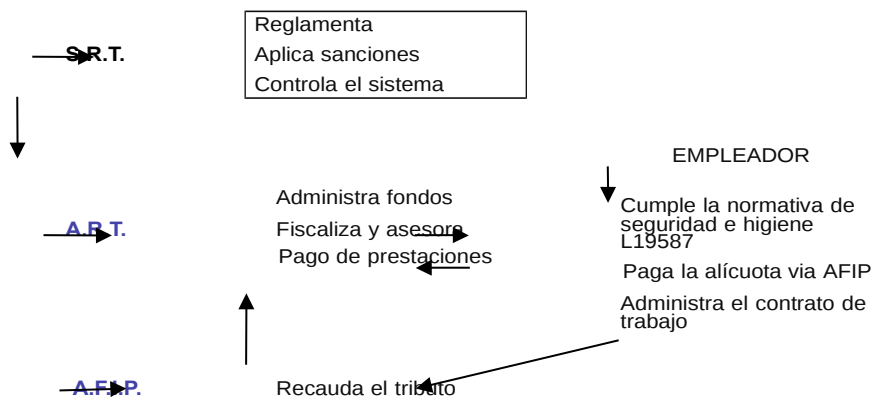 S.R.T.
Reglamenta
Aplica sanciones
Controla el sistema
EMPLEADOR
A.R.T.
Administra fondos
Fiscaliza y asesora
Pago de prestaciones
Cumple la normativa de
seguridad e higiene
L19587
Paga la alícuota via AFIP
Administra el contrato de
trabajo
A.F.I.P.
Recauda el tributo